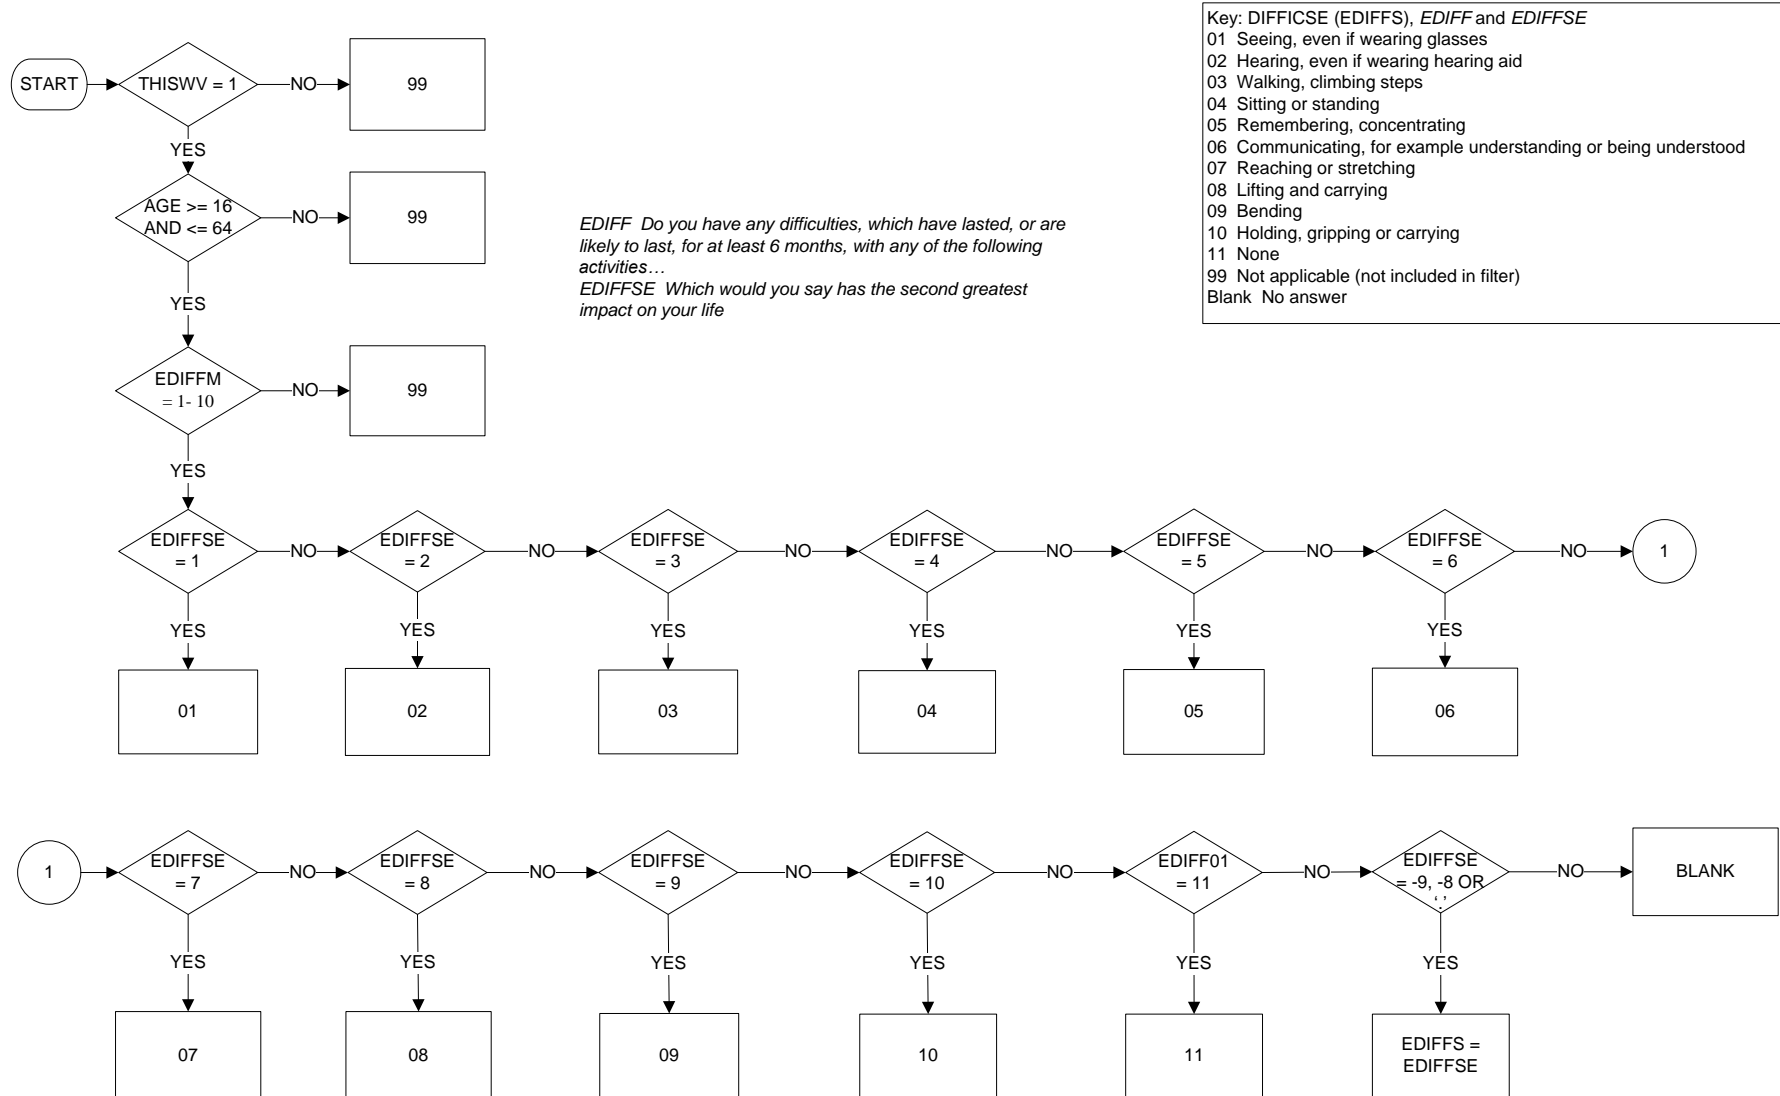 Key: DIFFICSE (EDIFFS), EDIFF and EDIFFSE
01 Seeing, even if wearing glasses
02 Hearing, even if wearing hearing aid
03 Walking, climbing steps
04 Sitting or standing
05 Remembering, concentrating
06 Communicating, for example understanding or being understood
07 Reaching or stretching
08 Lifting and carrying
09 Bending
10 Holding, gripping or carrying
11 None
99 Not applicable (not included in filter)
Blank No answer
START
THISWV = 1
NO
99
YES
AGE >= 16
AND <= 64
NO
99
EDIFF Do you have any difficulties, which have lasted, or are
likely to last, for at least 6 months, with any of the following
activities…
EDIFFSE Which would you say has the second greatest
impact on your life
YES
EDIFFM
= 1- 10
NO
99
YES
EDIFFSE
= 1
NO
EDIFFSE
= 2
NO
EDIFFSE
= 3
NO
EDIFFSE
= 4
NO
EDIFFSE
= 5
NO
EDIFFSE
= 6
NO
1
YES
YES
YES
YES
YES
YES
01
02
03
04
05
06
1
EDIFFSE
= 7
NO
EDIFFSE
= 8
NO
EDIFFSE
= 9
NO
EDIFFSE
= 10
NO
EDIFF01
= 11
NO
EDIFFSE
= -9, -8 OR
‘.’
NO
BLANK
YES
YES
YES
YES
YES
YES
07
08
09
10
11
EDIFFS =
EDIFFSE